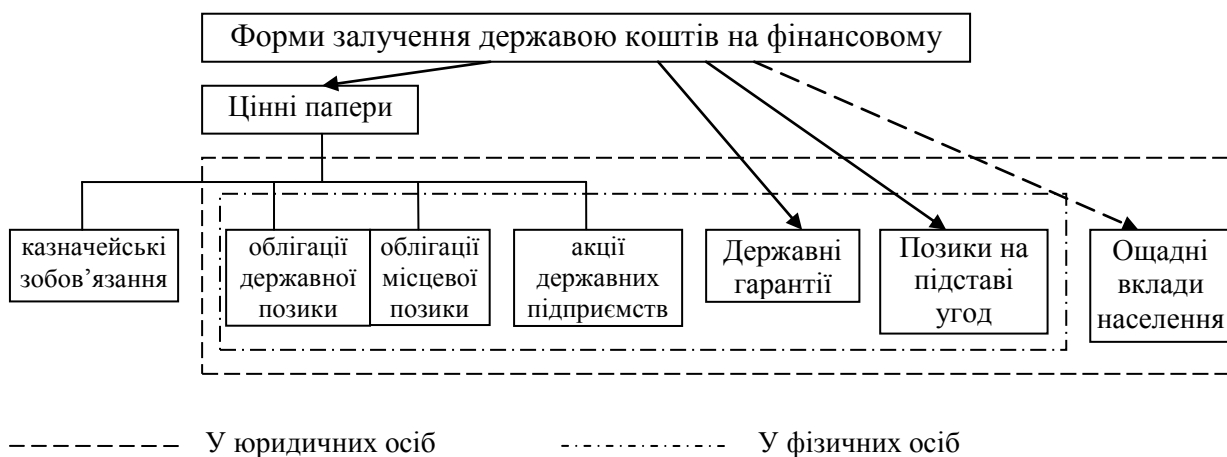 Форми залучення державою коштів на фінансовому
Цінні папери
казначейські
зобов’язання
облігації
державної
позики
облігації
місцевої
позики
акції
державних
підприємств
Державні
гарантії
Позики на
підставі
угод
Ощадні
вклади
населення
У юридичних осіб
У фізичних осіб